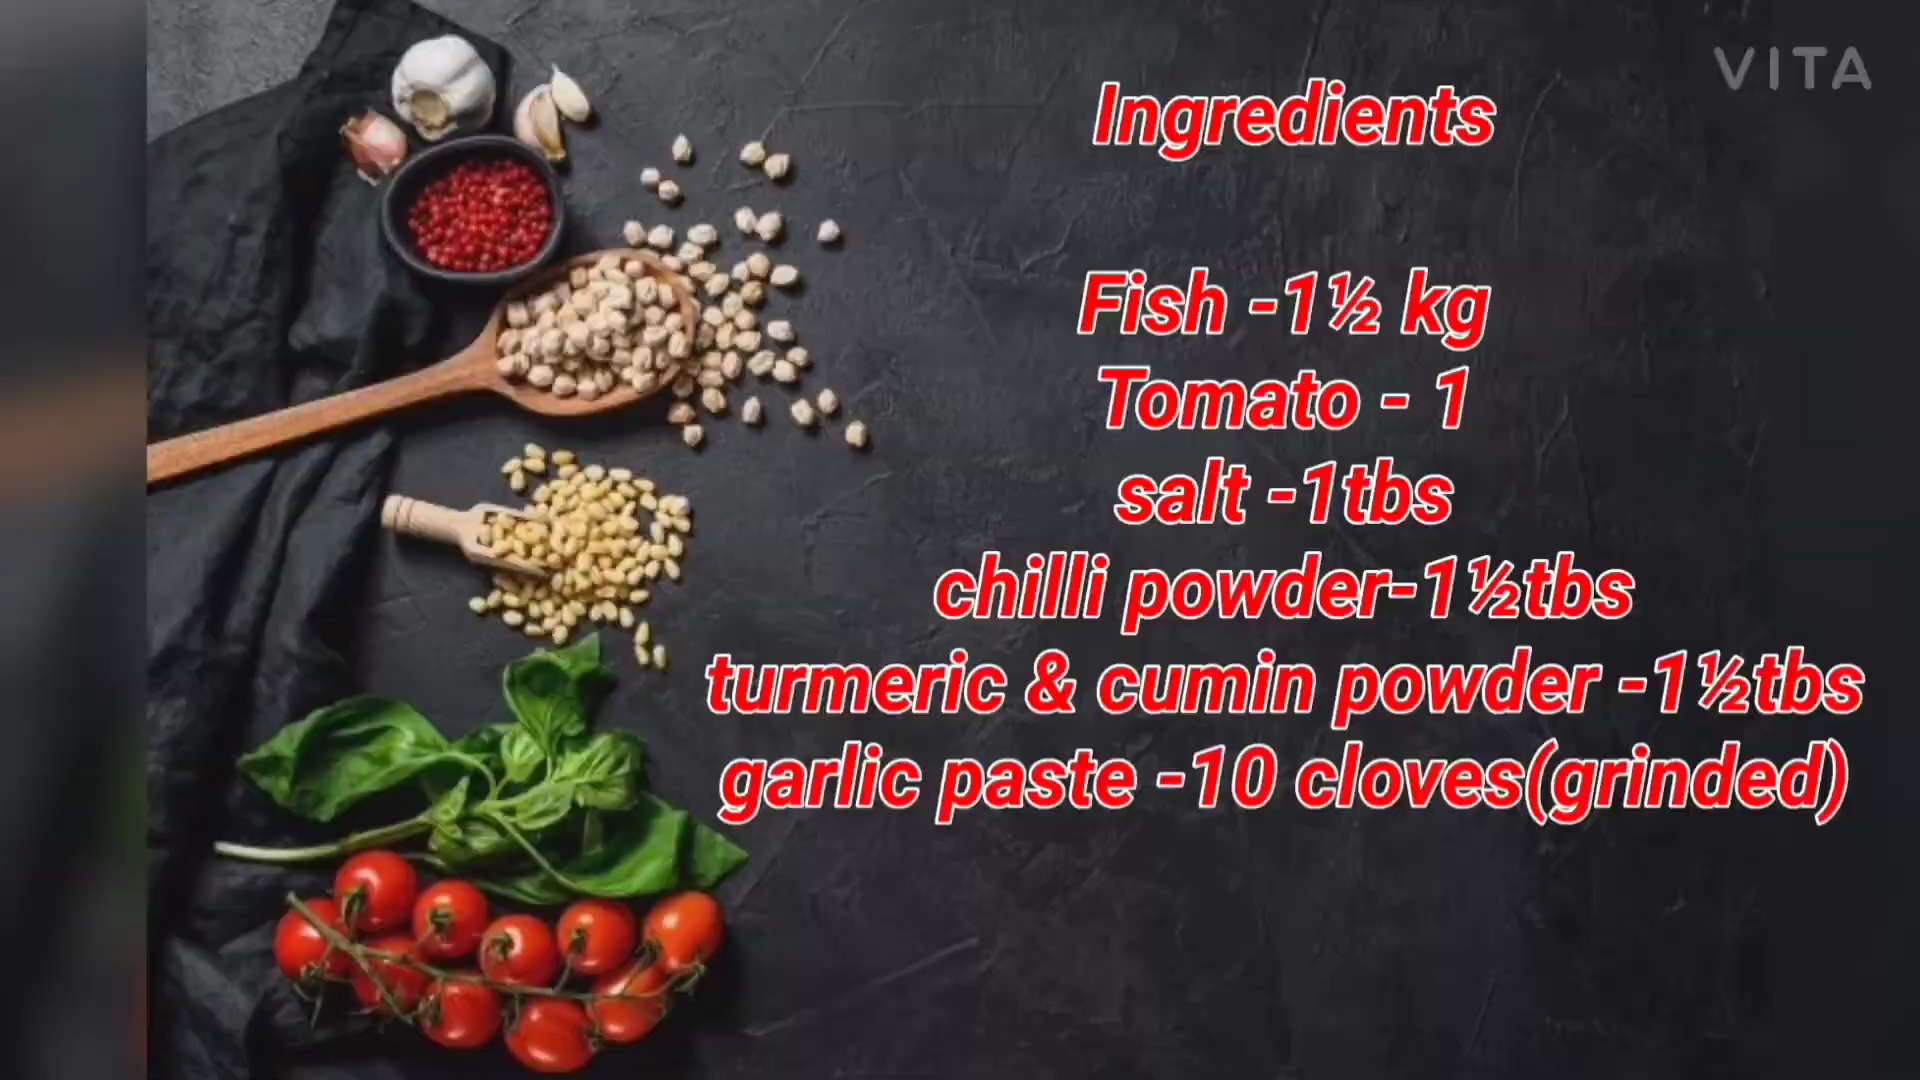 VITA
Ingredients
Fish -1½ kg
Tomato - 1
salt -1tbs
chilli powder-1½tbs
turmeric & cumin powder -1½tbs
garlic paste -10 cloves(grinded)